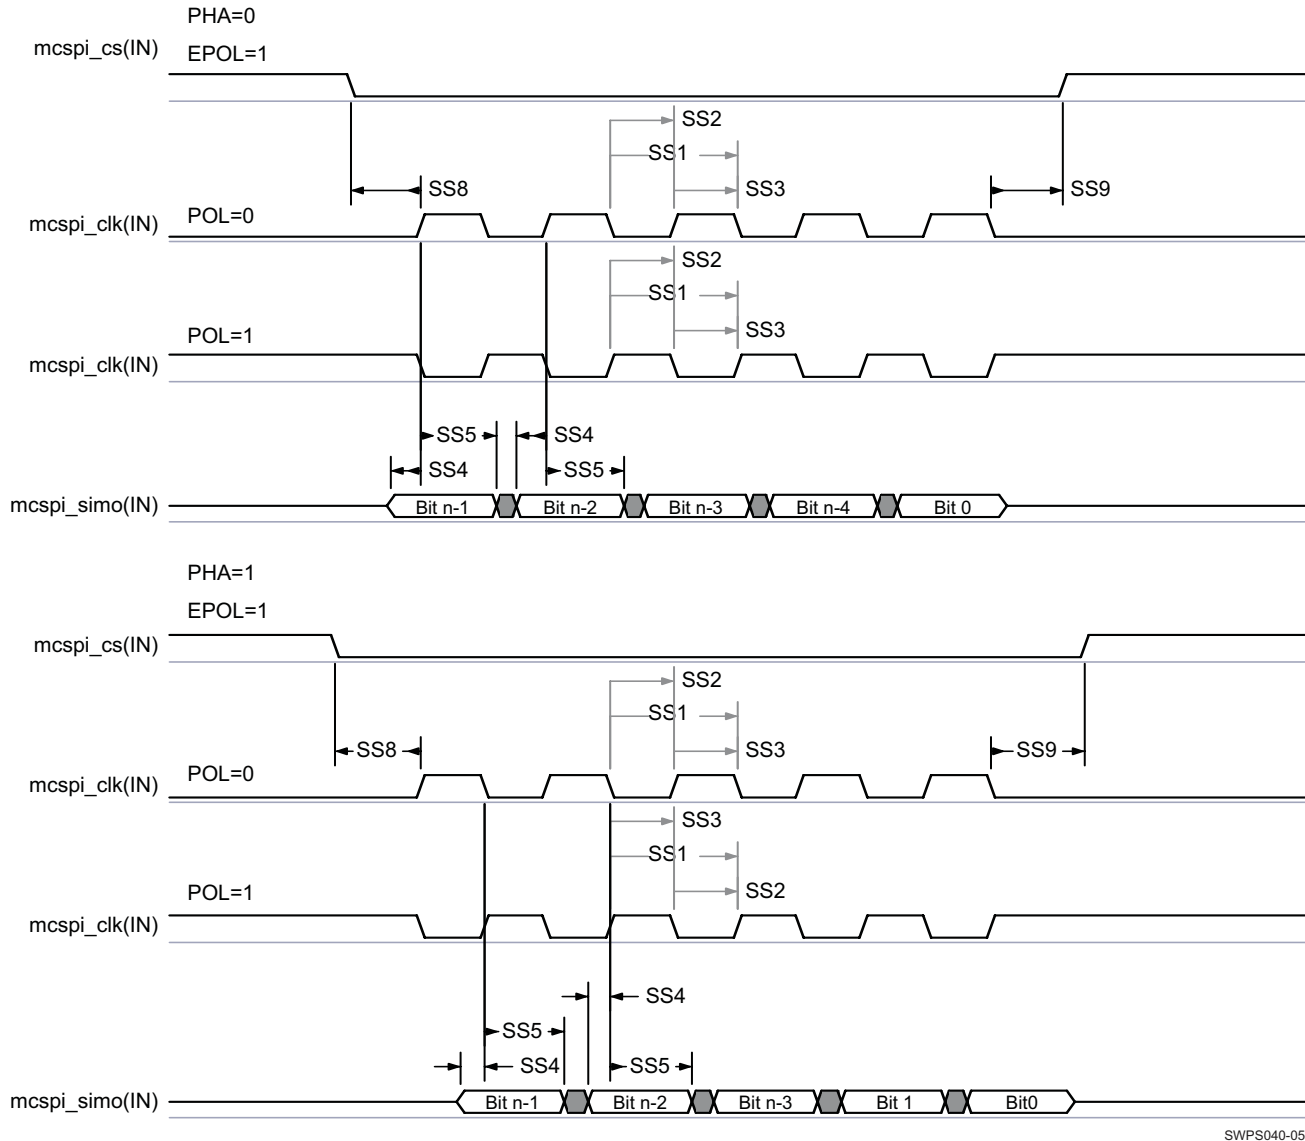 PHA=0
mcspi_cs(IN)
EPOL=1
SS2
SS1
SS3
SS8
SS9
POL=0
mcspi_clk(IN)
SS2
SS1
SS3
POL=1
mcspi_clk(IN)
SS5
SS4
SS4
SS5
mcspi_simo(IN)
Bit n-1
Bit n-2
Bit n-3
Bit n-4
Bit 0
PHA=1
EPOL=1
mcspi_cs(IN)
SS2
SS1
SS8
SS3
SS9
POL=0
mcspi_clk(IN)
SS3
SS1
POL=1
SS2
mcspi_clk(IN)
SS4
SS5
SS4
SS5
mcspi_simo(IN)
Bit n-1
Bit n-2
Bit n-3
Bit 1
Bit0
SWPS040-05